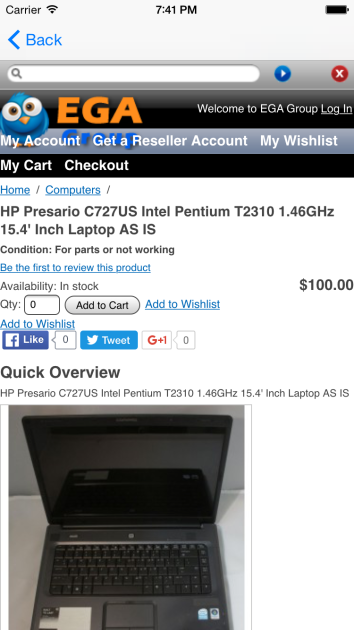 Carrier 7:41 PM
Back
EGA
Group
Welcome to EGA Group Log In
My Account Get a Reseller Account My Wishlist
My Cart Checkout
Home / Computers /
HP Presario C727US Intel Pentium T2310 1.46GHz
15.4' Inch Laptop AS IS
Condition: For parts or not working
Be the first to review this product
Availability: In stock $100.00
Qty: 0 Add to Cart Add to Wishlist
Add to Wishlist
Like 0 Tweet G+1 0
Quick Overview
HP Presario C727US Intel Pentium T2310 1.46GHz 15.4' Inch Laptop AS IS